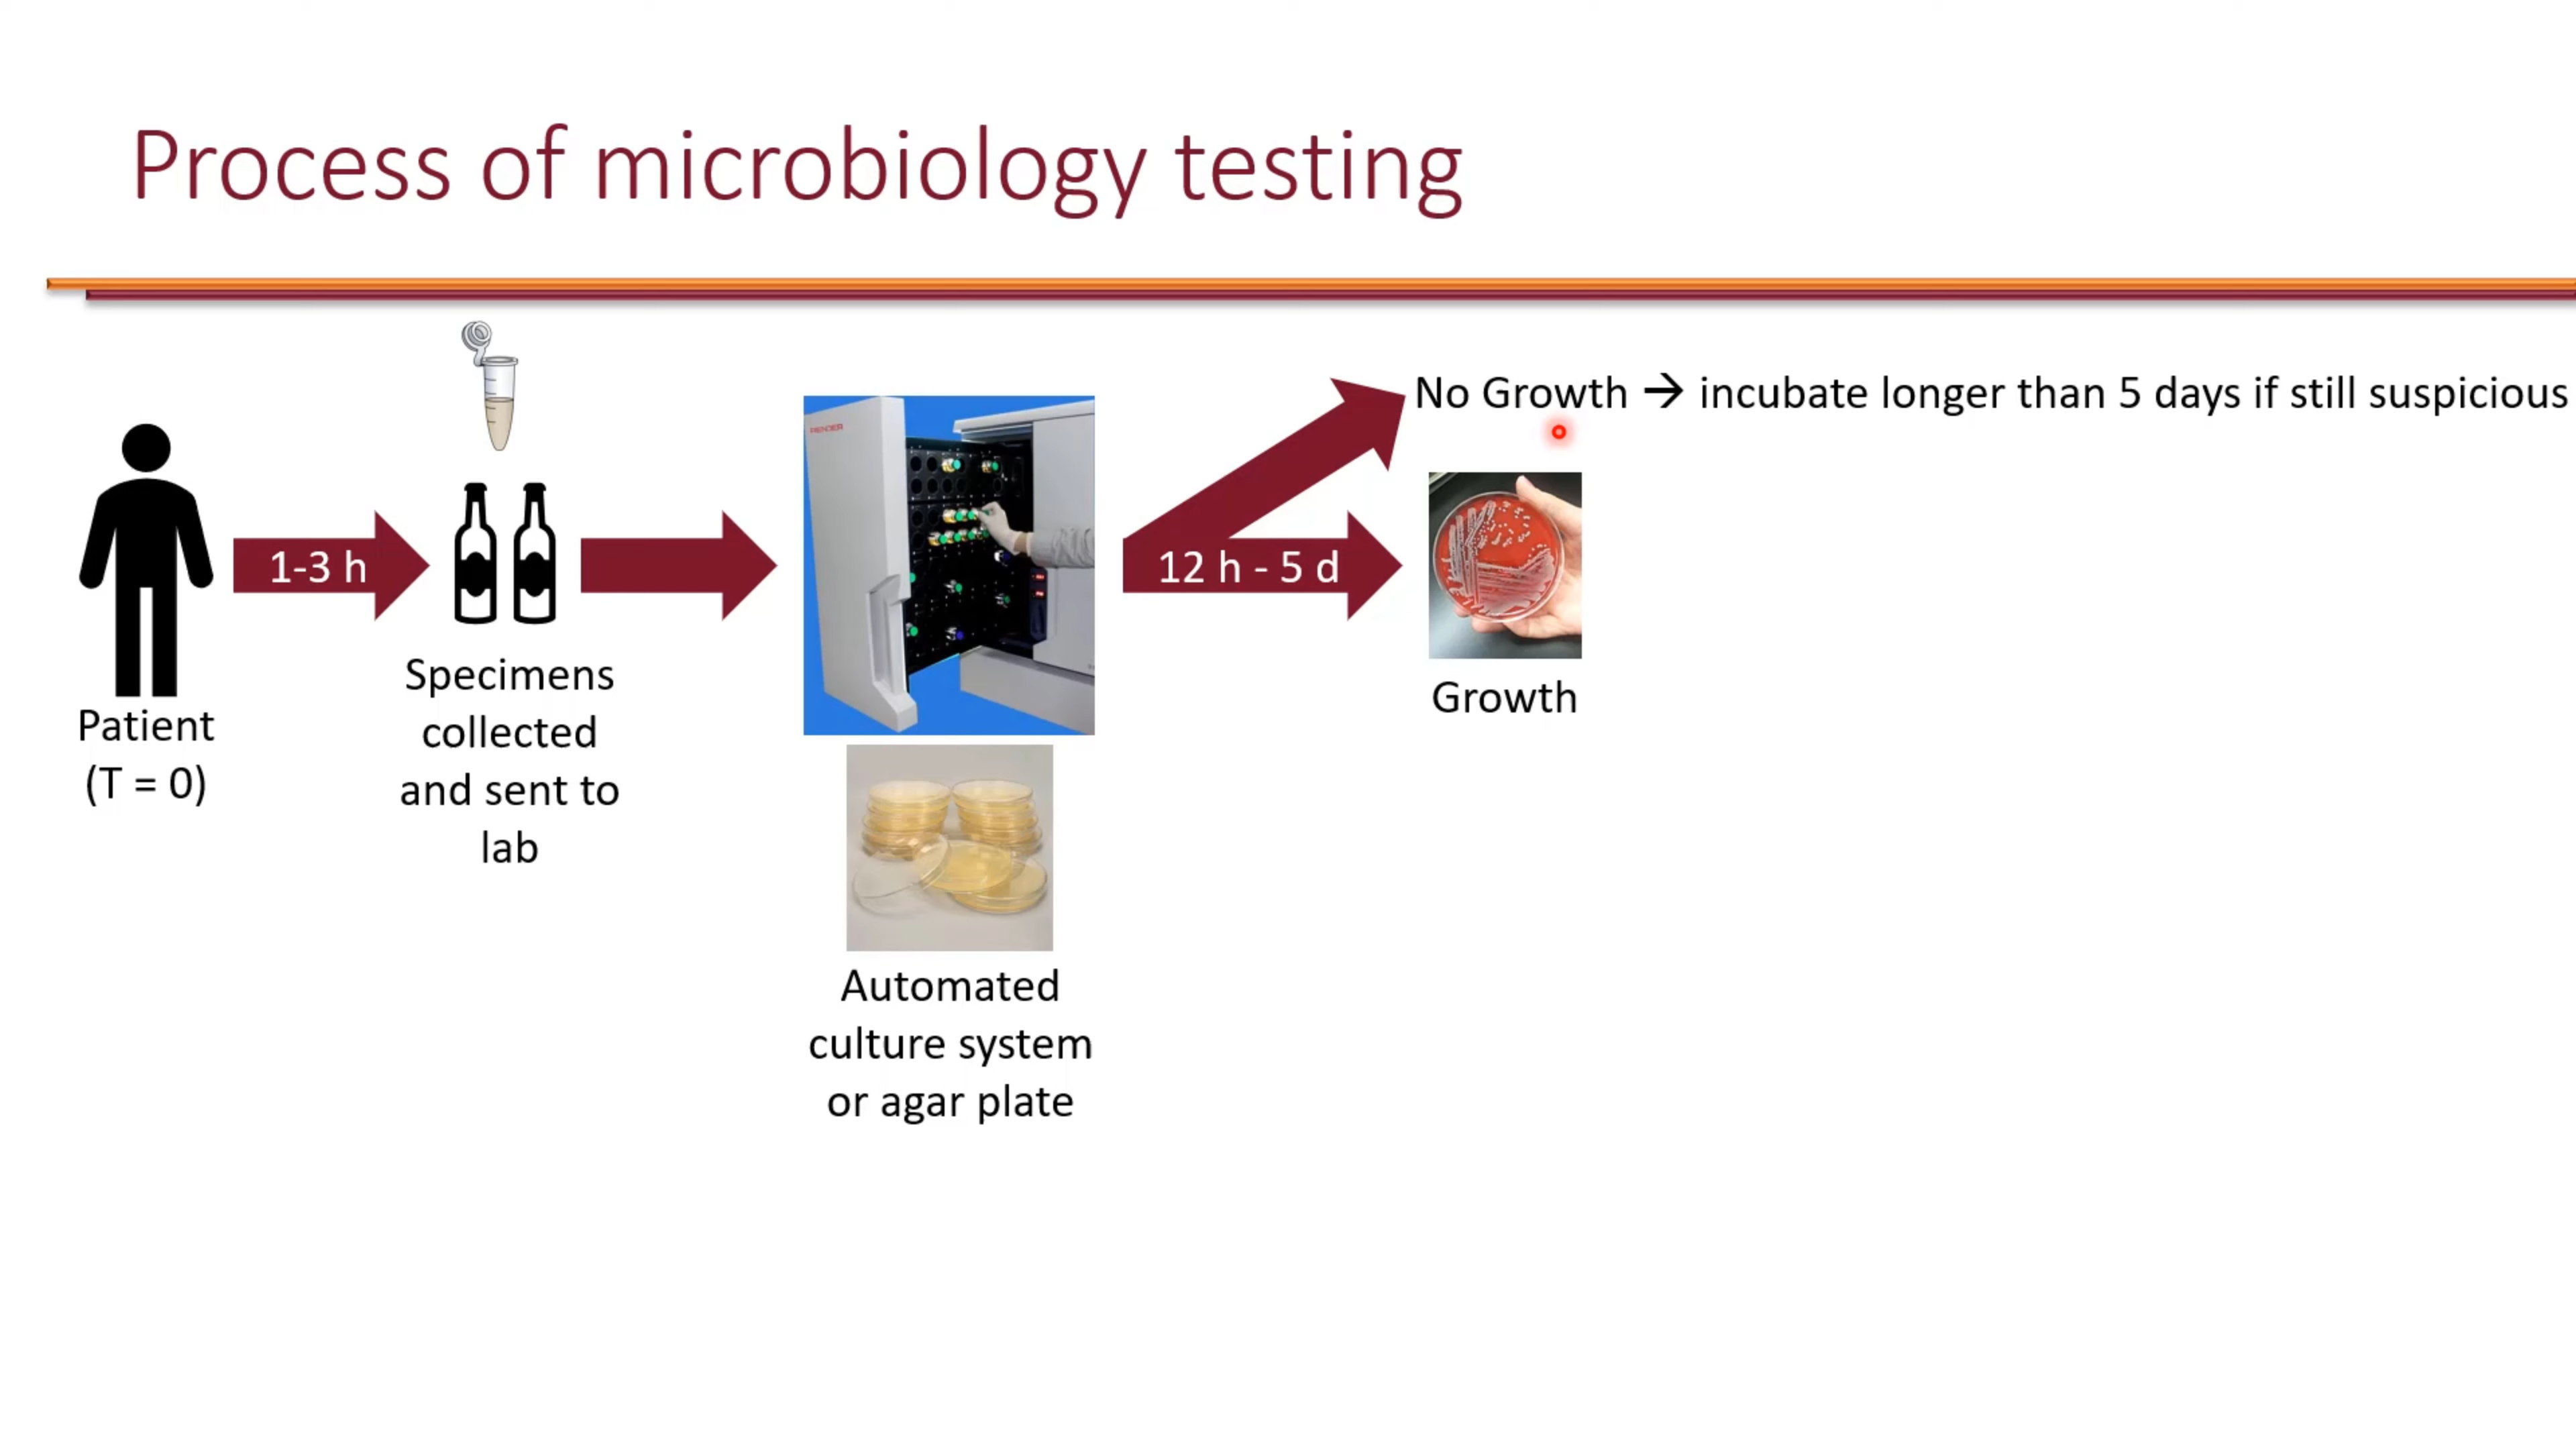 Process of microbiology testing
No Growth → incubate longer than 5 days if still suspicious
1-3 h
12 h - 5 d
Patient
(T = 0)
Specimens
collected
and sent to
lab
Growth
Automated
culture system
or agar plate